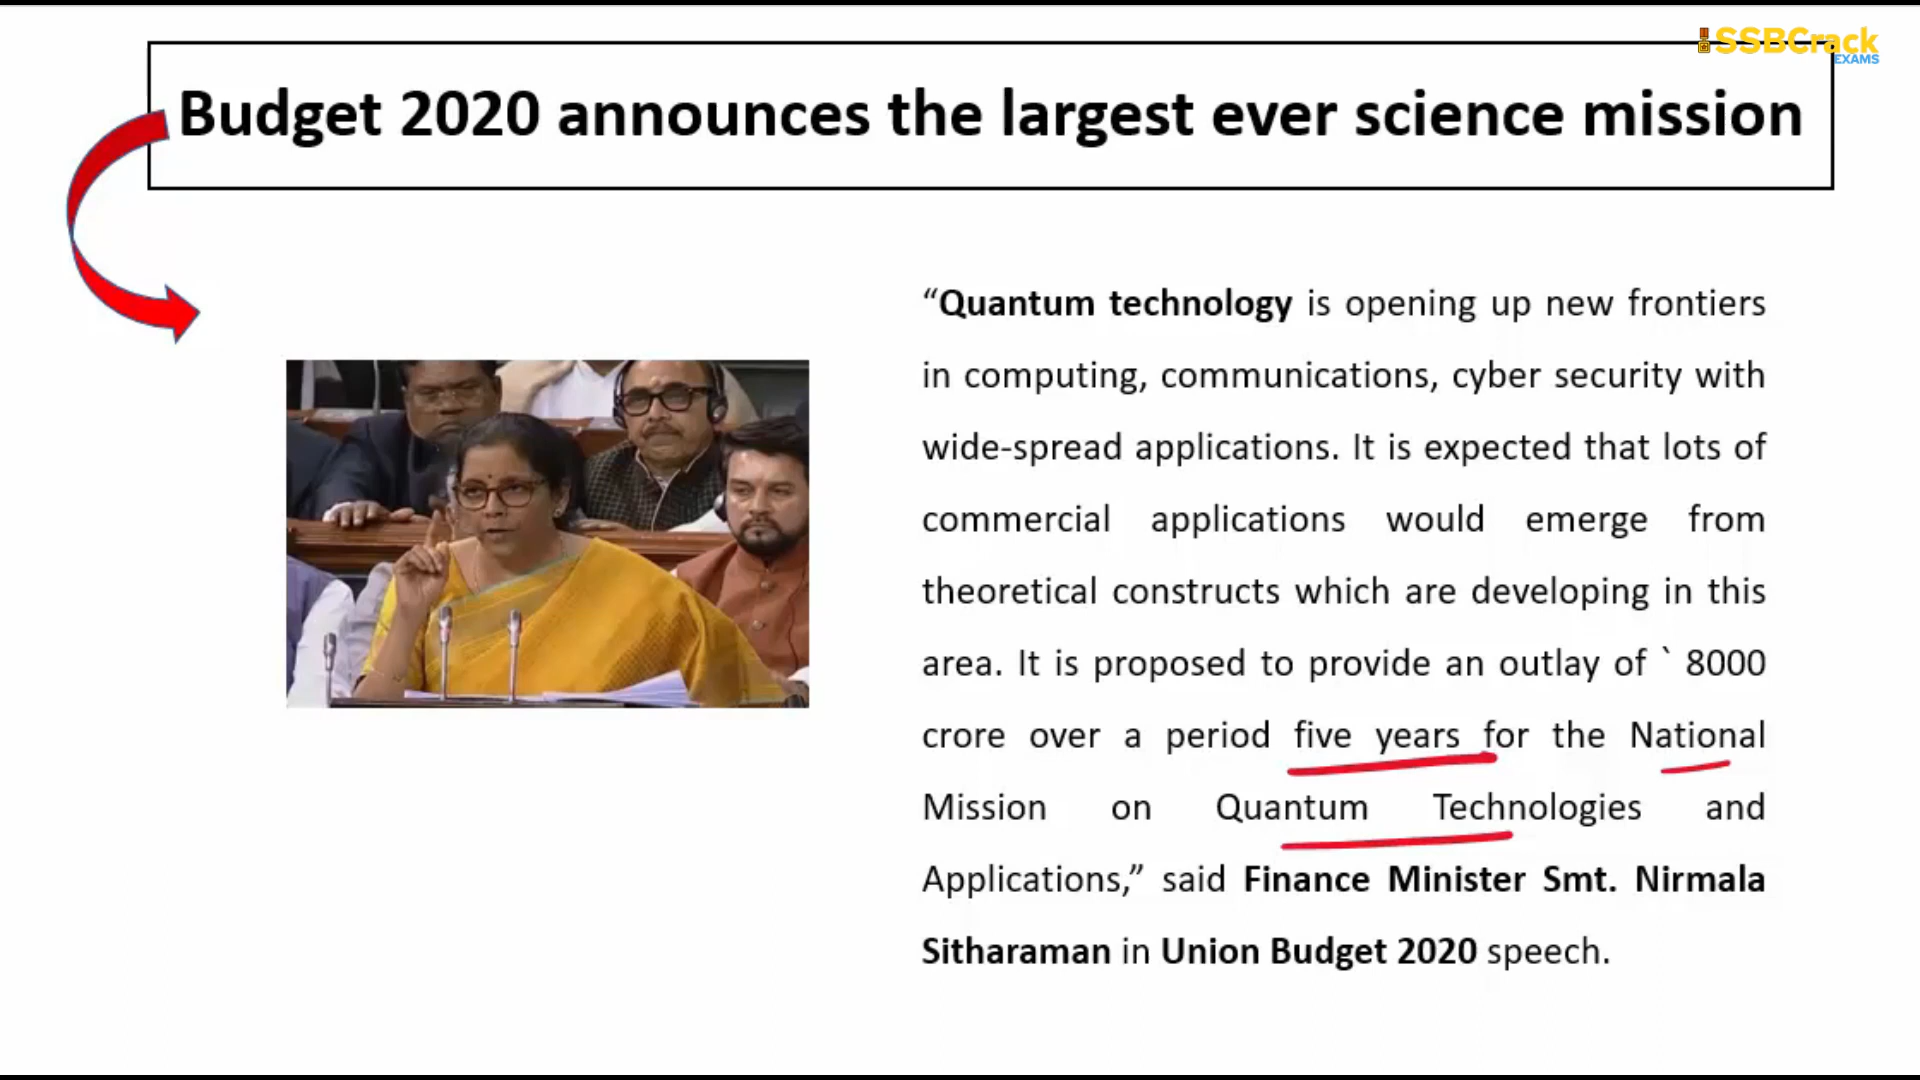 SSBCrack
EXAMS
Budget 2020 announces the largest ever science mission
“Quantum technology is opening up new frontiers
in computing, communications, cyber security with
wide-spread applications. It is expected that lots of
commercial applications would emerge from
theoretical constructs which are developing in this
area. It is proposed to provide an outlay of ` 8000
crore over a period five years for the National
Mission on Quantum Technologies and
Applications,” said Finance Minister Smt. Nirmala
Sitharaman in Union Budget 2020 speech.